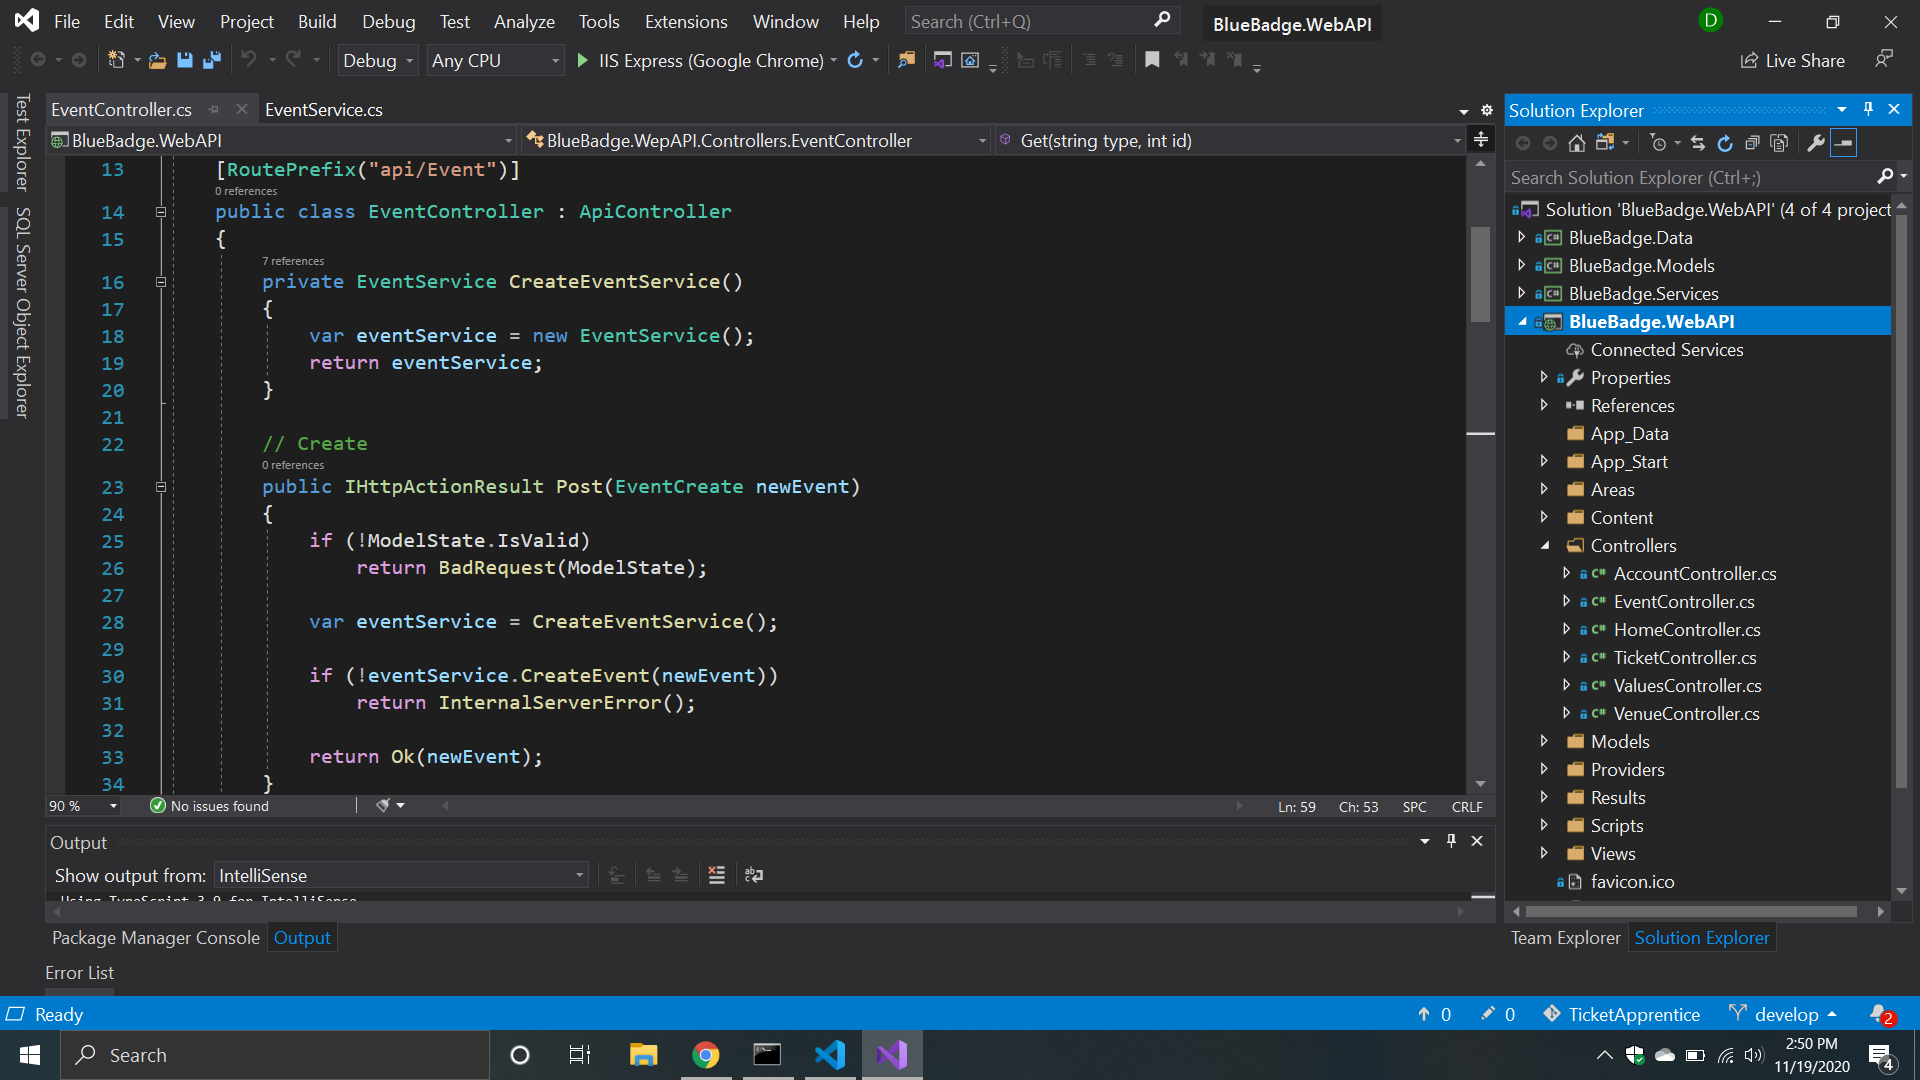 File Edit View Project Build Debug Test Analyze Tools Extensions Window Help Search (Ctrl+Q) BlueBadge.WebAPI D
Debug Any CPU IIS Express (Google Chrome) Live Share
Test Explorer
SQL Server Object Explorer
EventController.cs EventService.cs
BlueBadge.WebAPI BlueBadge.WepAPI.Controllers.EventController Get(string type, int id)
13 [RoutePrefix("api/Event")]
0 references
14 public class EventController : ApiController
15 {
7 references
16 private EventService CreateEventService()
17 {
18 var eventService = new EventService();
19 return eventService;
20 }
21
22 // Create
0 references
23 public IHttpActionResult Post(EventCreate newEvent)
24 {
25 if (!ModelState.IsValid)
26 return BadRequest(ModelState);
27
28 var eventService = CreateEventService();
29
30 if (!eventService.CreateEvent(newEvent))
31 return InternalServerError();
32
33 return Ok(newEvent);
34 }
90 % No issues found Ln: 59 Ch: 53 SPC CRLF
Output
Show output from: IntelliSense
Using TypeScript 3.9 for IntelliSense
Package Manager Console Output
Error List
Solution Explorer
Search Solution Explorer (Ctrl+;)
Solution 'BlueBadge.WebAPI' (4 of 4 project
BlueBadge.Data
BlueBadge.Models
BlueBadge.Services
BlueBadge.WebAPI
Connected Services
Properties
References
App_Data
App_Start
Areas
Content
Controllers
C# AccountController.cs
C# EventController.cs
C# HomeController.cs
C# TicketController.cs
C# ValuesController.cs
C# VenueController.cs
Models
Providers
Results
Scripts
Views
favicon.ico
Team Explorer Solution Explorer
Ready 0 0 TicketApprentice develop 2
Search
2:50 PM
11/19/2020
4